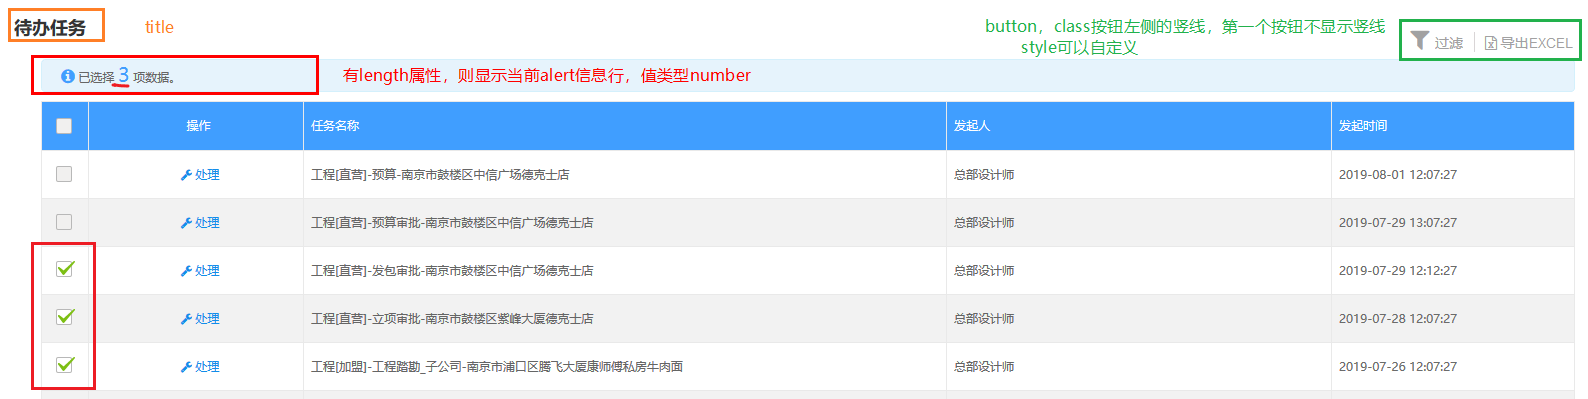 待办任务
title
button，class按钮左侧的竖线，第一个按钮不显示竖线
style可以自定义
过滤
导出EXCEL
已选择 3 项数据。
有length属性，则显示当前alert信息行，值类型number
操作 任务名称 发起人 发起时间
处理 工程[直营]-预算-南京市鼓楼区中信广场德克士店 总部设计师 2019-08-01 12:07:27
处理 工程[直营]-预算审批-南京市鼓楼区中信广场德克士店 总部设计师 2019-07-29 13:07:27
处理 工程[直营]-发包审批-南京市鼓楼区中信广场德克士店 总部设计师 2019-07-29 12:12:27
处理 工程[直营]-立项审批-南京市鼓楼区紫峰大厦德克士店 总部设计师 2019-07-28 12:07:27
处理 工程[加盟]-工程踏勘_子公司-南京市浦口区腾飞大厦康师傅私房牛肉面 总部设计师 2019-07-26 12:07:27